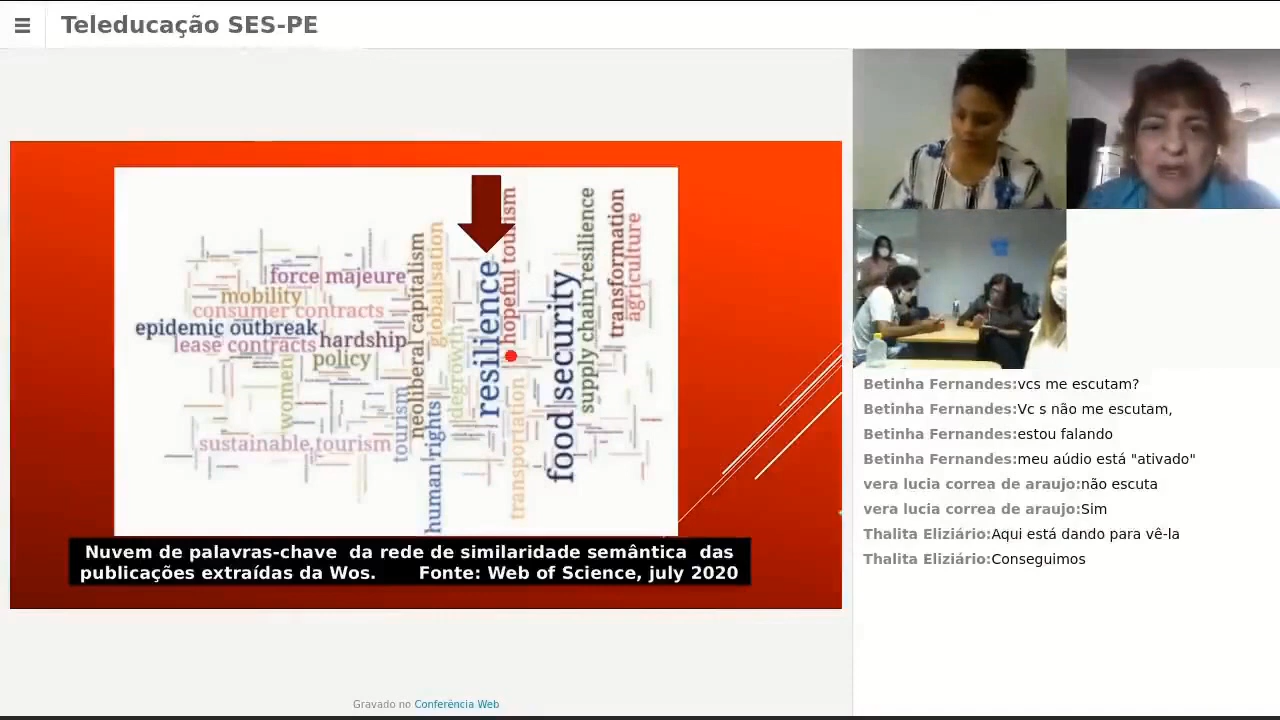 Teleducação SES-PE
force majeure
mobility
consumer contracts
epidemic outbreak
hardship
lease contracts
policy
women
sustainable tourism
tourism
neoliberal capitalism
globalisation
human rights
degrowth
resilience
hopeful tourism
transportation
food security
supply chain resilience
transformation
agriculture
Nuvem de palavras-chave da rede de similaridade semântica das
publicações extraídas da Wos. Fonte: Web of Science, july 2020
Betinha Fernandes:vcs me escutam?
Betinha Fernandes:Vc s não me escutam,
Betinha Fernandes:estou falando
Betinha Fernandes:meu aúdio está "ativado"
vera lucia correa de araujo:não escuta
vera lucia correa de araujo:Sim
Thalita Eliziário:Aqui está dando para vê-la
Thalita Eliziário:Conseguimos
Gravado no Conferência Web